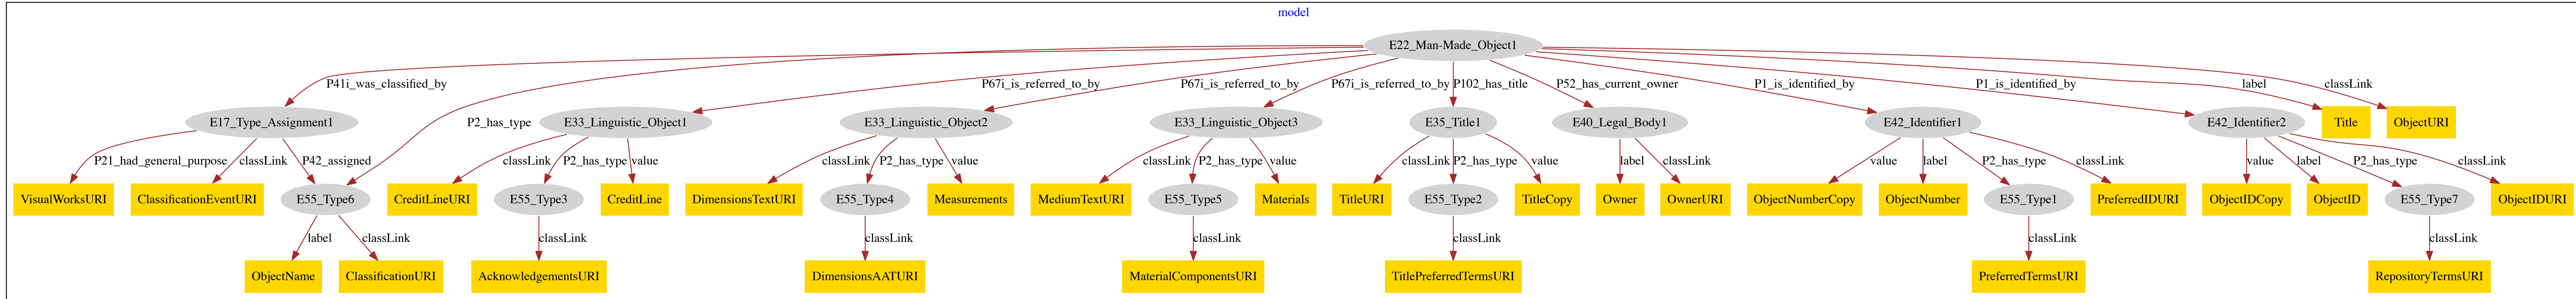 model
E22_Man-Made_Object1
P41i_was_classified_by
P67i_is_referred_to_by
P67i_is_referred_to_by
P67i_is_referred_to_by
P102_has_title
P52_has_current_owner
P1_is_identified_by
P1_is_identified_by
label
classLink
E17_Type_Assignment1
P2_has_type
E33_Linguistic_Object1
E33_Linguistic_Object2
E33_Linguistic_Object3
E35_Title1
E40_Legal_Body1
E42_Identifier1
E42_Identifier2
Title
ObjectURI
P21_had_general_purpose
classLink
P42_assigned
classLink
P2_has_type
value
classLink
P2_has_type
value
classLink
P2_has_type
value
classLink
P2_has_type
value
label
classLink
value
label
P2_has_type
classLink
value
label
P2_has_type
classLink
VisualWorksURI
ClassificationEventURI
E55_Type6
CreditLineURI
E55_Type3
CreditLine
DimensionsTextURI
E55_Type4
Measurements
MediumTextURI
E55_Type5
Materials
TitleURI
E55_Type2
TitleCopy
Owner
OwnerURI
ObjectNumberCopy
ObjectNumber
E55_Type1
PreferredIDURI
ObjectIDCopy
ObjectID
E55_Type7
ObjectIDURI
label
classLink
classLink
classLink
classLink
classLink
classLink
classLink
ObjectName
ClassificationURI
AcknowledgementsURI
DimensionsAATURI
MaterialComponentsURI
TitlePreferredTermsURI
PreferredTermsURI
RepositoryTermsURI